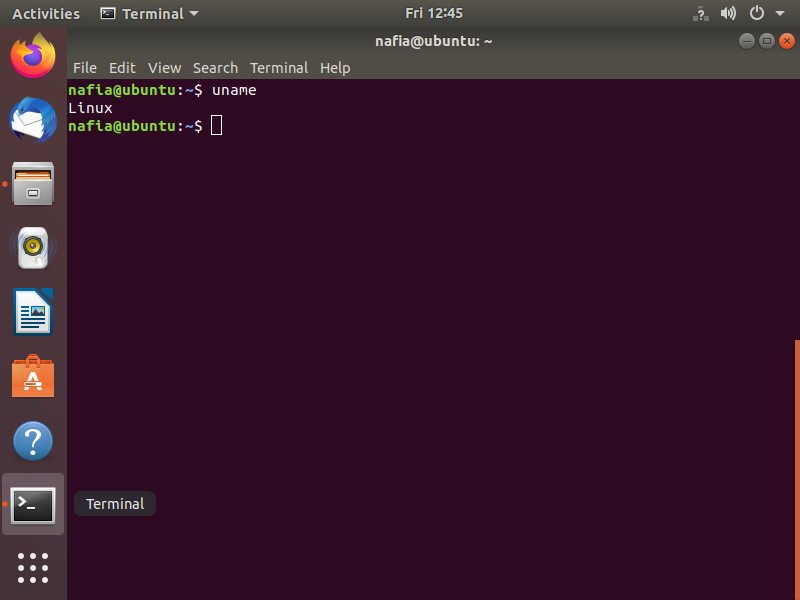 Activities Terminal Fri 12:45
nafia@ubuntu: ~
File Edit View Search Terminal Help
nafia@ubuntu:~$ uname
Linux
nafia@ubuntu:~$
Terminal